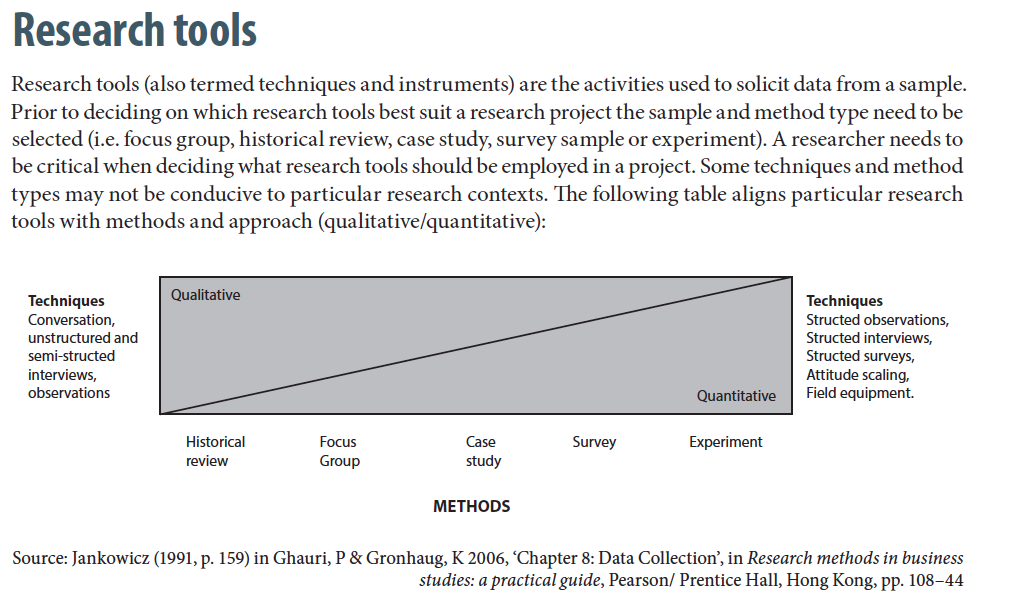 Research tools
Research tools (also termed techniques and instruments) are the activities used to solicit data from a sample.
Prior to deciding on which research tools best suit a research project the sample and method type need to be
selected (i.e. focus group, historical review, case study, survey sample or experiment). A researcher needs to
be critical when deciding what research tools should be employed in a project. Some techniques and method
types may not be conducive to particular research contexts. The following table aligns particular research
tools with methods and approach (qualitative/quantitative):
Techniques
Conversation,
unstructured and
semi-structed
interviews,
observations
Qualitative
Quantitative
Techniques
Structed observations,
Structed interviews,
Structed surveys,
Attitude scaling,
Field equipment.
Historical
review
Focus
Group
Case
study
Survey
Experiment
METHODS
Source: Jankowicz (1991, p. 159) in Ghauri, P & Gronhaug, K 2006, ‘Chapter 8: Data Collection’, in Research methods in business
studies: a practical guide, Pearson/ Prentice Hall, Hong Kong, pp. 108–44